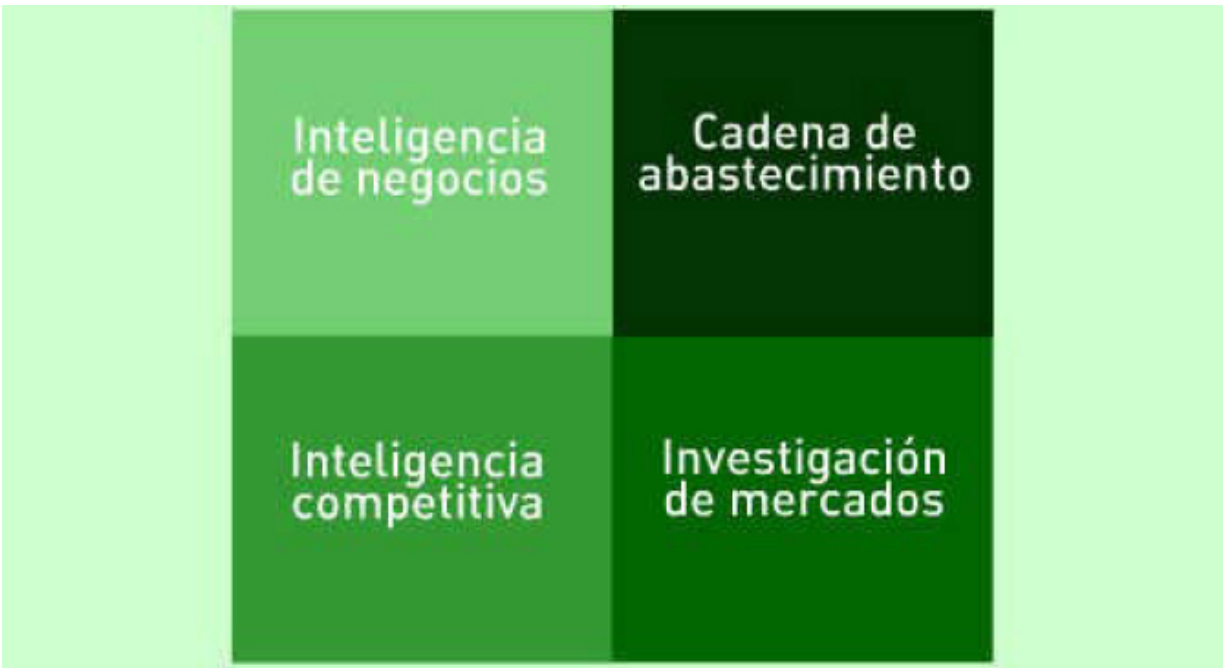 Inteligencia
de negocios
Cadena de
abastecimiento
Inteligencia
competitiva
Investigación
de mercados